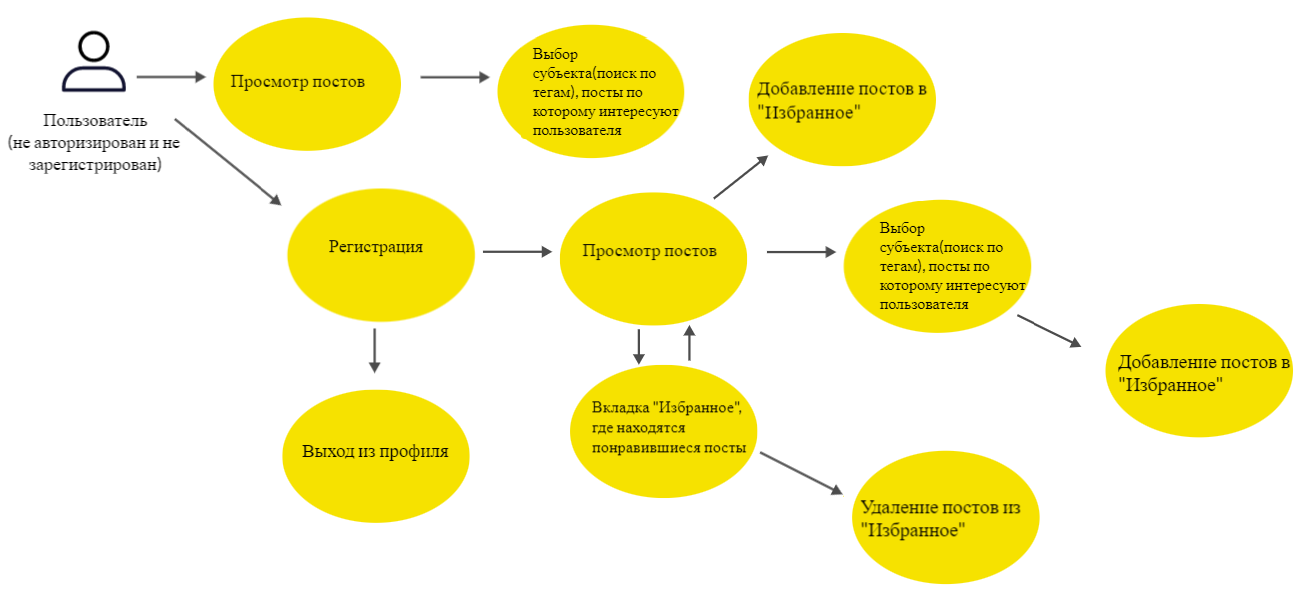 Пользователь
(не авторизирован и не
зарегистрирован)
Просмотр постов
Выбор
субъекта(поиск по
тегам), посты по
которому интересуют
пользователя
Регистрация
Просмотр постов
Добавление постов в
"Избранное"
Выбор
субъекта(поиск по
тегам), посты по
которому интересуют
пользователя
Добавление постов в
"Избранное"
Выход из профиля
Вкладка "Избранное",
где находятся
понравившиеся посты
Удаление постов из
"Избранное"